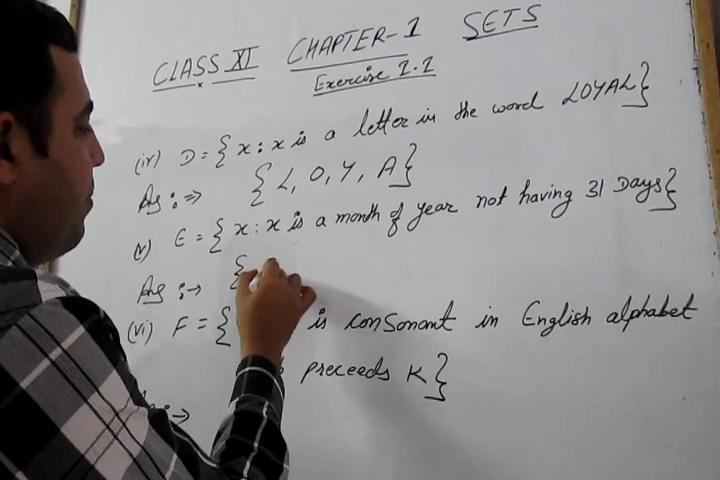 CLASS XI CHAPTER-1 SETS
Exercise 1.1
(iv) D = { x : x is a letter in the word LOYAL}
Ans :⇒ { L, O, Y, A}
(v) E = { x : x is a month of year not having 31 Days}
Ans :→ {
(vi) F = { is consonant in English alphabet
preceeds K }
:→